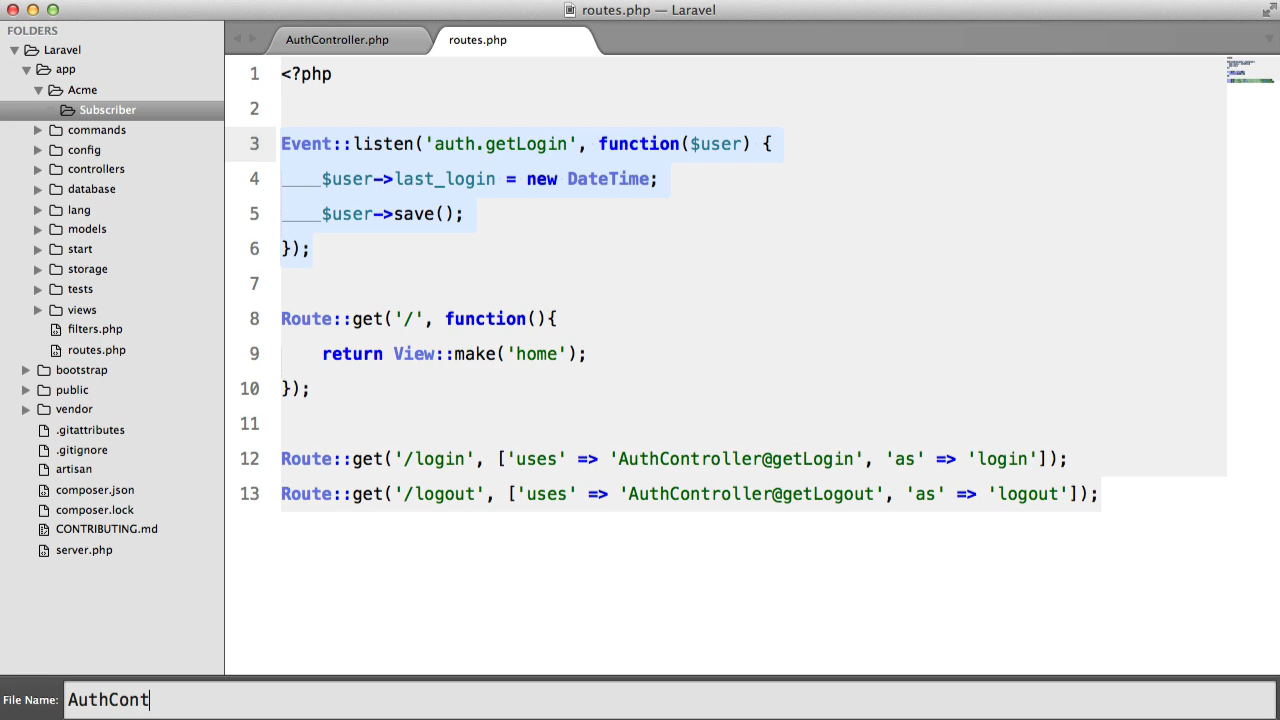 routes.php — Laravel
FOLDERS
Laravel
app
Acme
Subscriber
commands
config
controllers
database
lang
models
start
storage
tests
views
filters.php
routes.php
bootstrap
public
vendor
.gitattributes
.gitignore
artisan
composer.json
composer.lock
CONTRIBUTING.md
server.php
AuthController.php
routes.php
1 <?php
2
3 Event::listen('auth.getLogin', function($user) {
4 $user->last_login = new DateTime;
5 $user->save();
6 });
7
8 Route::get('/', function(){
9 return View::make('home');
10 });
11
12 Route::get('/login', ['uses' => 'AuthController@getLogin', 'as' => 'login']);
13 Route::get('/logout', ['uses' => 'AuthController@getLogout', 'as' => 'logout']);
File Name: AuthCont